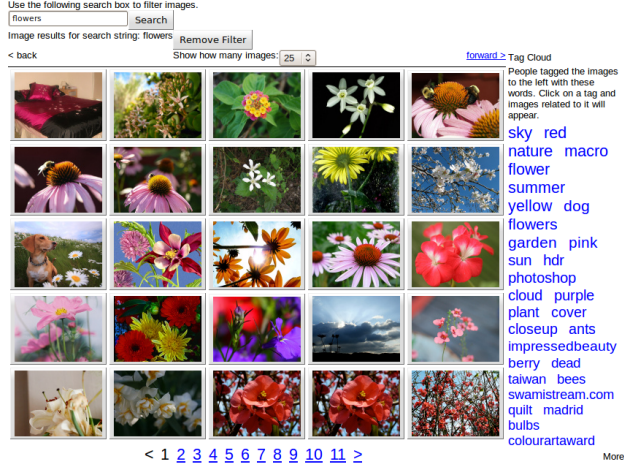 Use the following search box to filter images.
flowers Search
Image results for search string: flowers Remove Filter
< back Show how many images: 25 forward > Tag Cloud
People tagged the images
to the left with these
words. Click on a tag and
images related to it will
appear.
sky red
nature macro
flower
summer
yellow dog
flowers
garden pink
sun hdr
photoshop
cloud purple
plant cover
closeup ants
impressedbeauty
berry dead
taiwan bees
swamistream.com
quilt madrid
bulbs
colourartaward
< 1 2 3 4 5 6 7 8 9 10 11 >
More